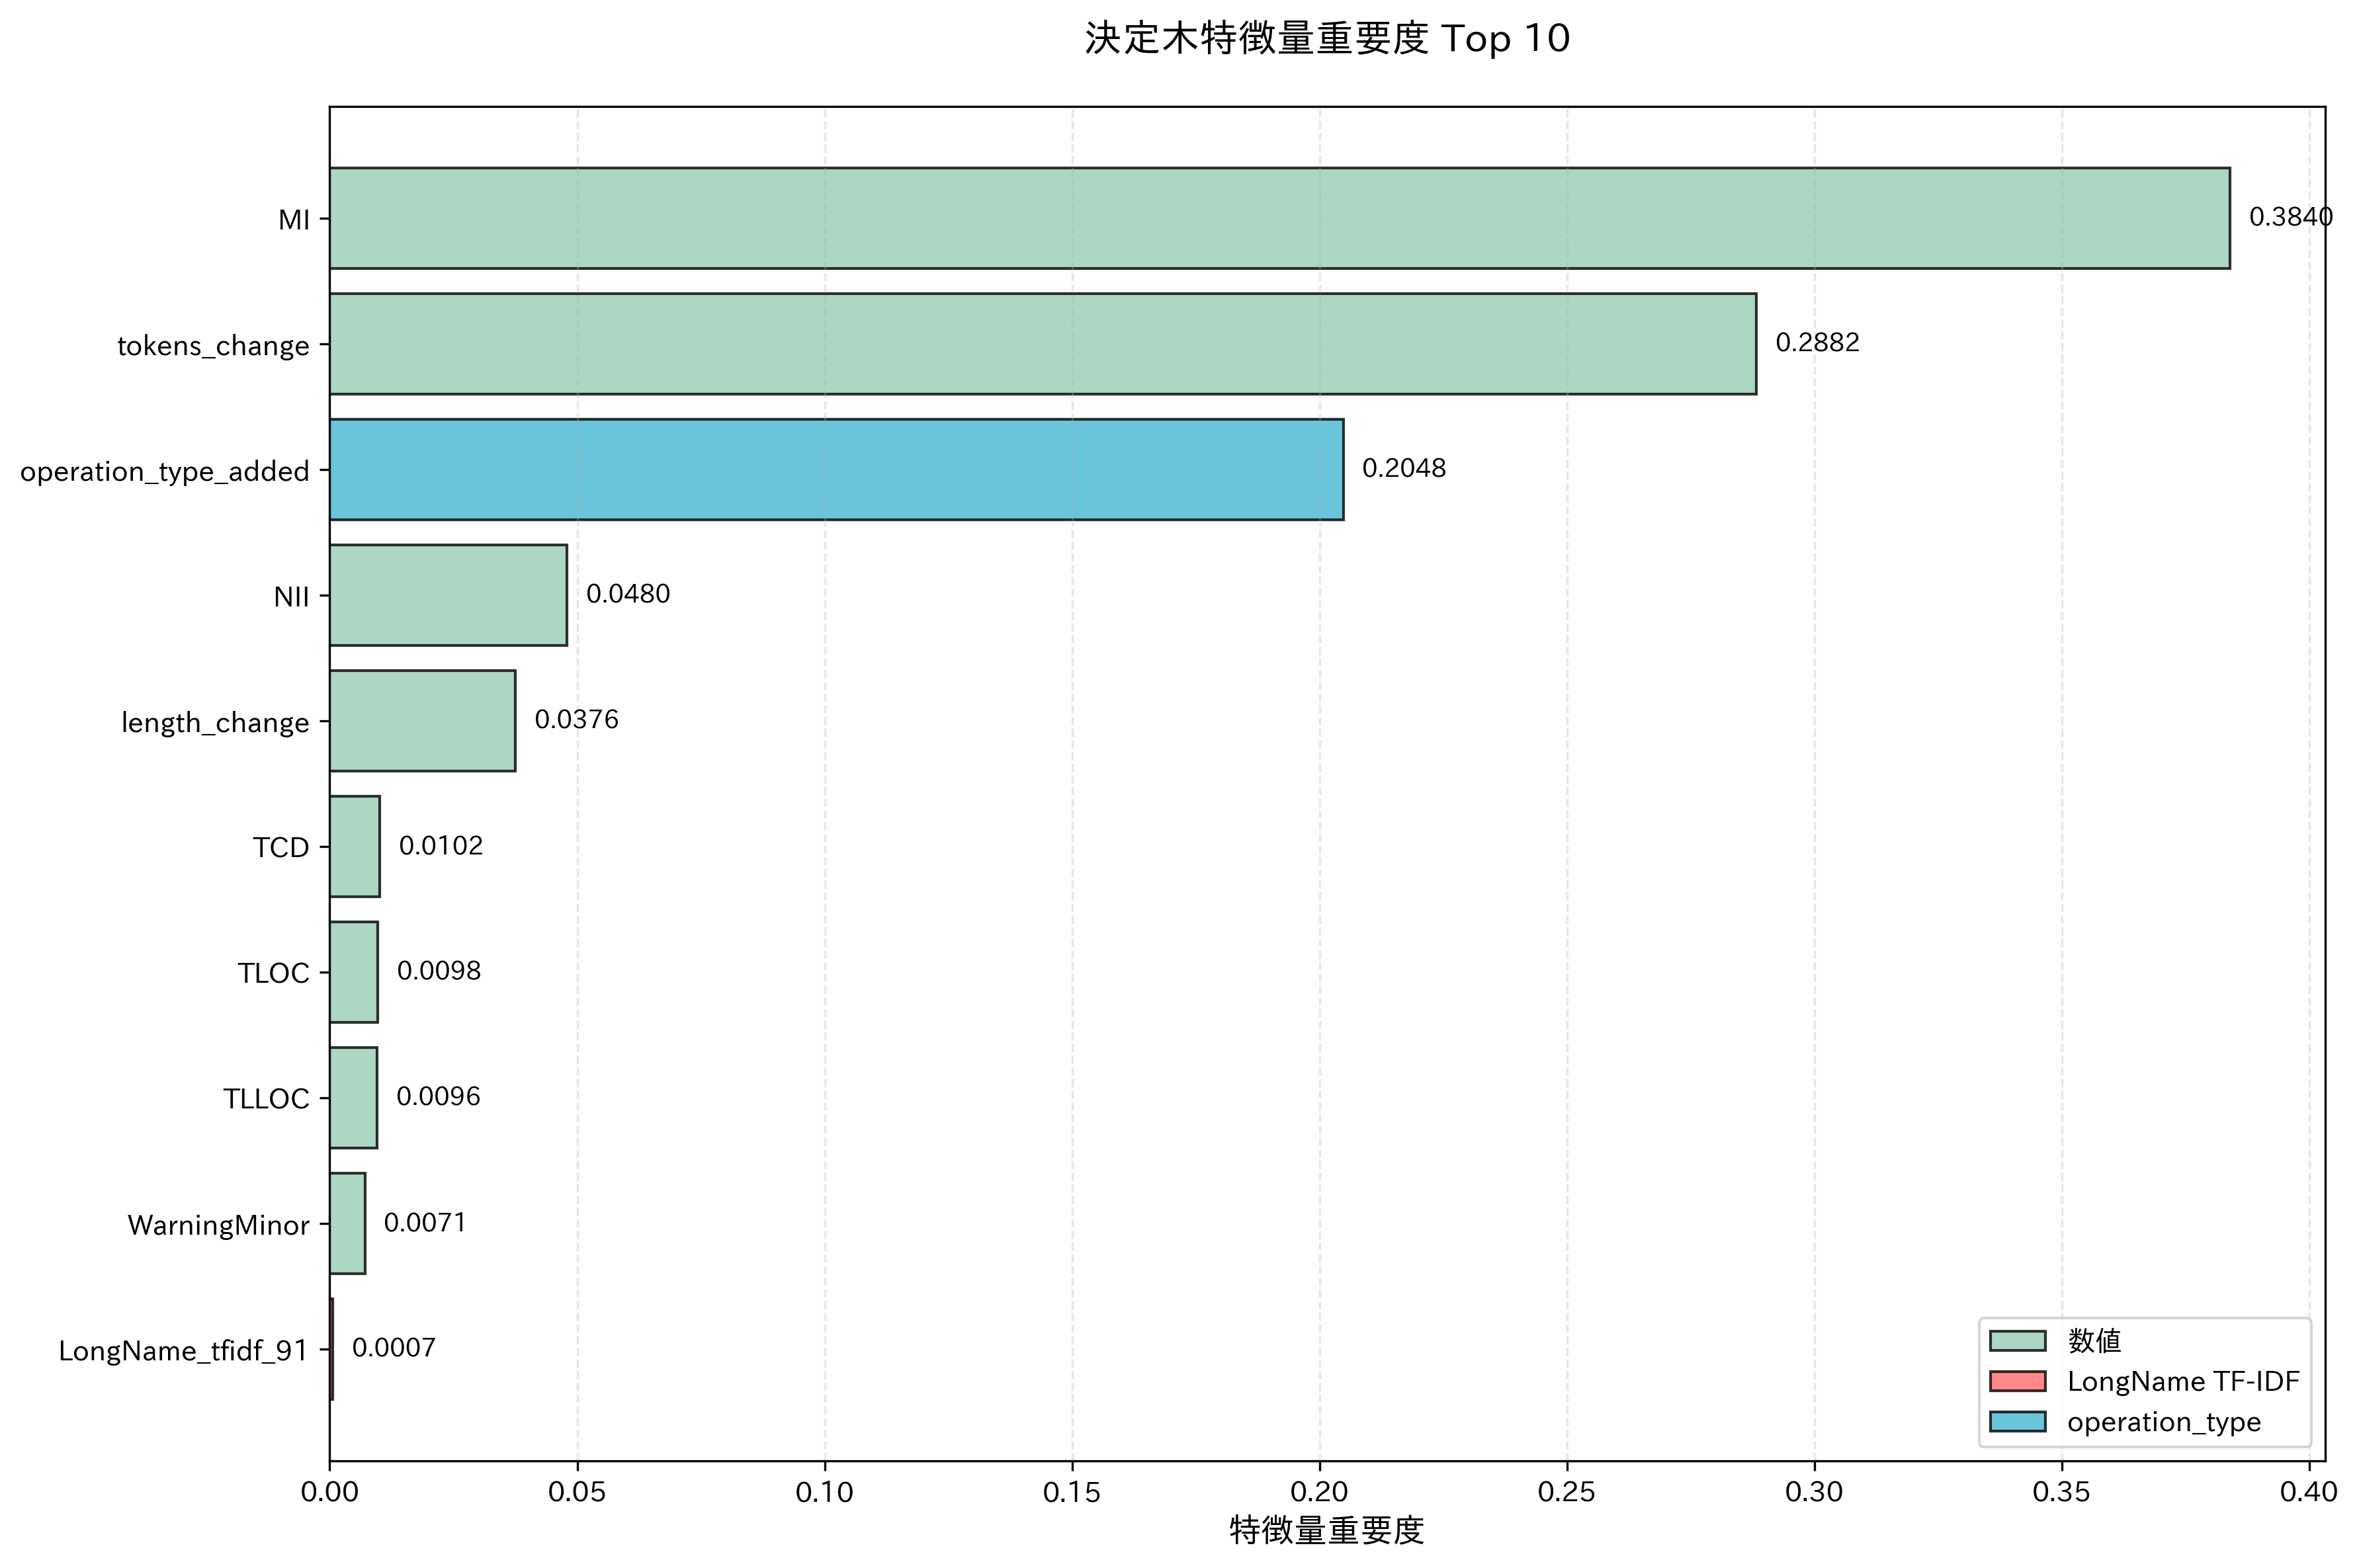 決定木特徴量重要度 Top 10
MI
0.3840
tokens_change
0.2882
operation_type_added
0.2048
NII
0.0480
length_change
0.0376
TCD
0.0102
TLOC
0.0098
TLLOC
0.0096
WarningMinor
0.0071
LongName_tfidf_91
0.0007
数値
LongName TF-IDF
operation_type
0.00 0.05 0.10 0.15 0.20 0.25 0.30 0.35 0.40
特徴量重要度